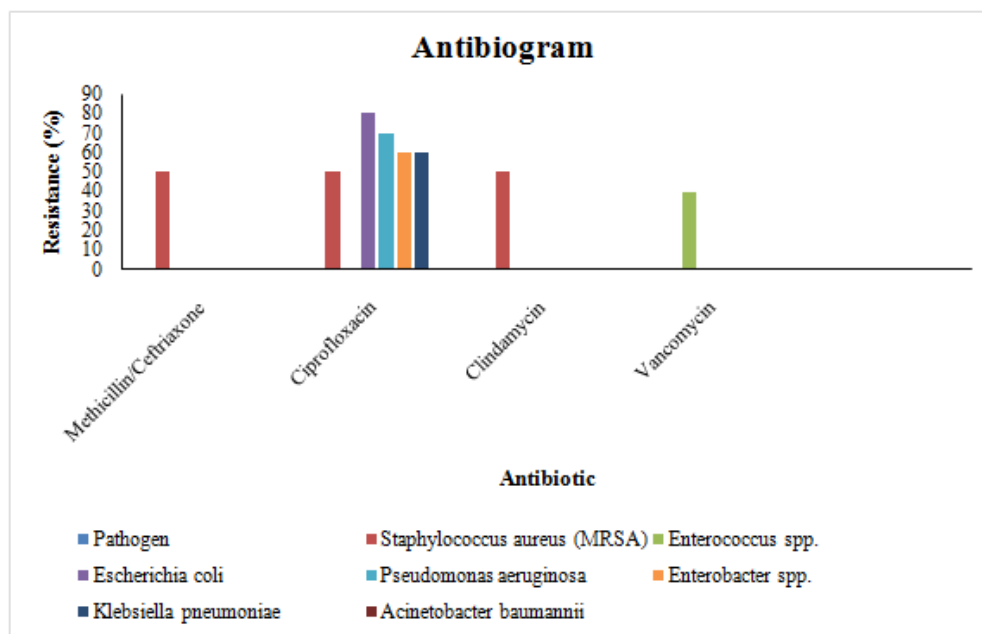 Antibiogram
Resistance (%)
90
80
70
60
50
40
30
20
10
0
Methicillin/Ceftriaxone
Ciprofloxacin
Clindamycin
Vancomycin
Antibiotic
Pathogen
Staphylococcus aureus (MRSA)
Enterococcus spp.
Escherichia coli
Pseudomonas aeruginosa
Enterobacter spp.
Klebsiella pneumoniae
Acinetobacter baumannii